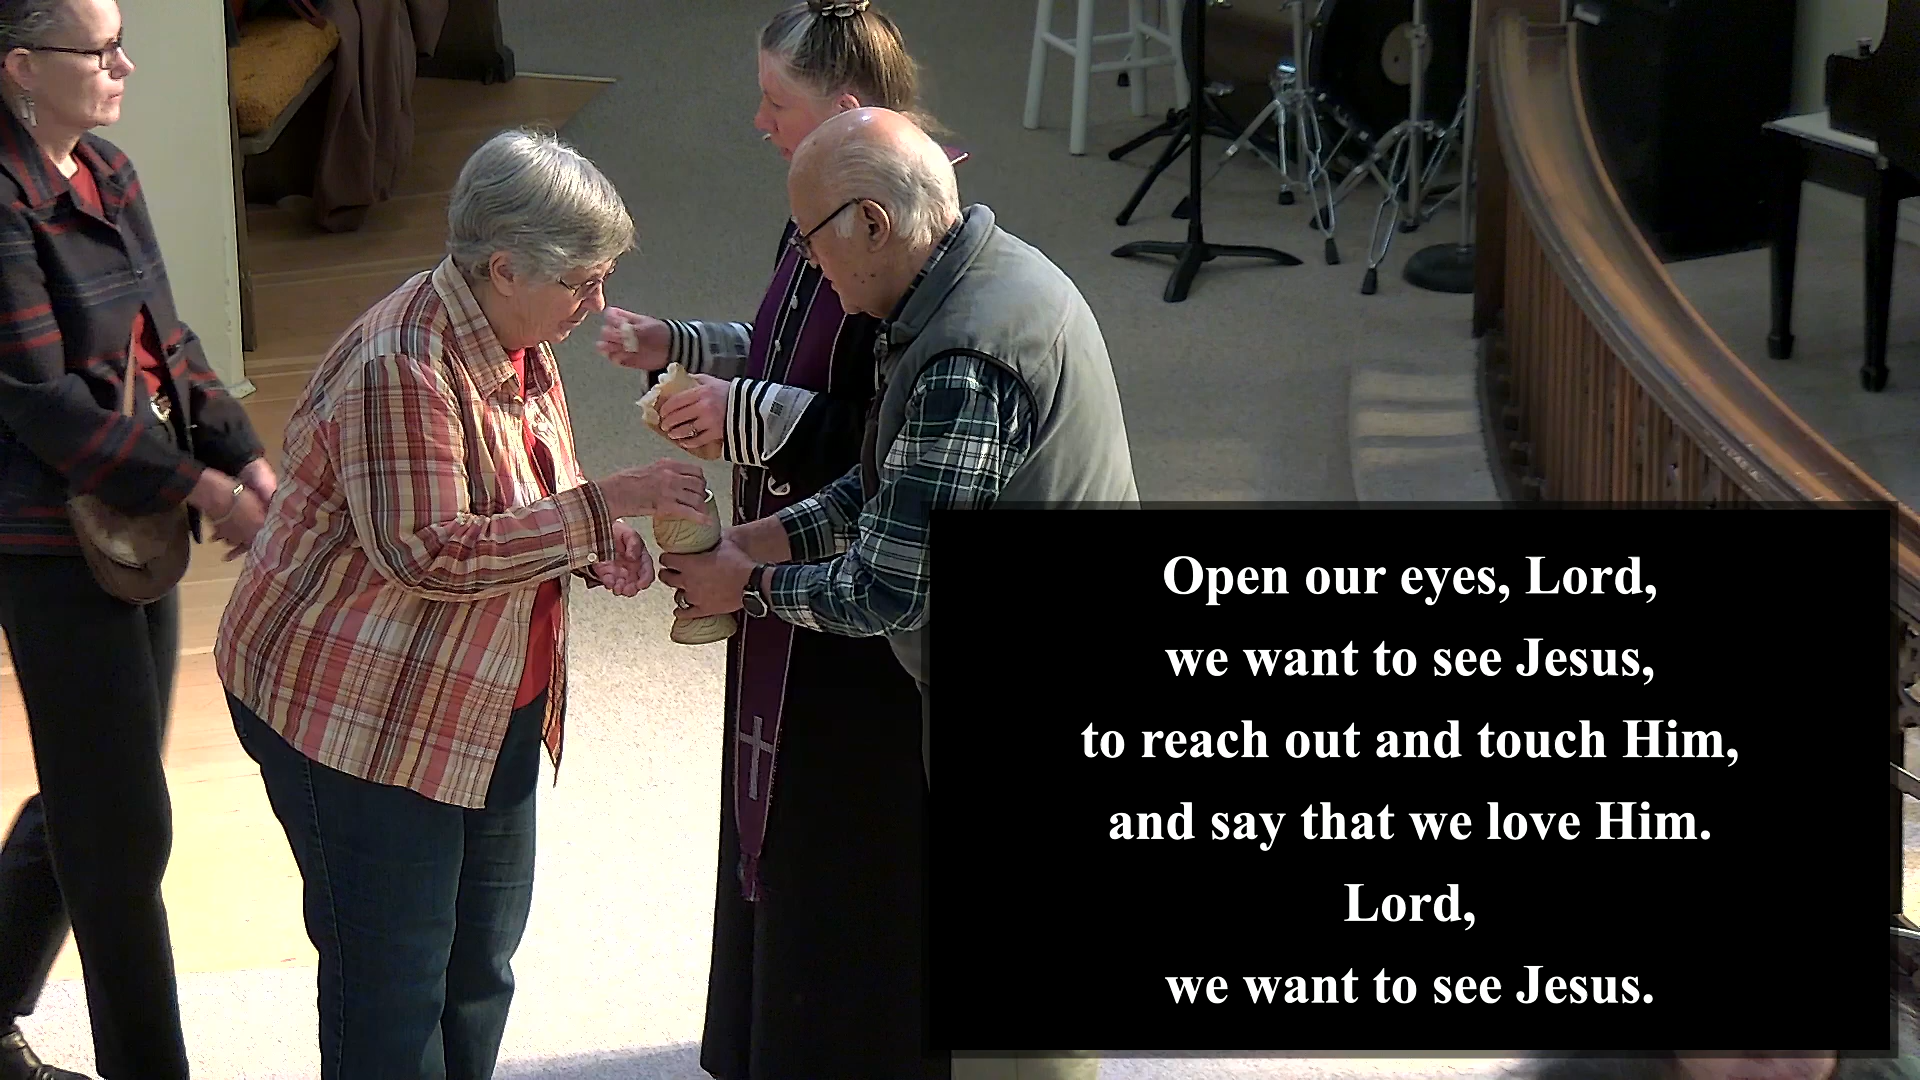 Open our eyes, Lord,
we want to see Jesus,
to reach out and touch Him,
and say that we love Him.
Lord,
we want to see Jesus.